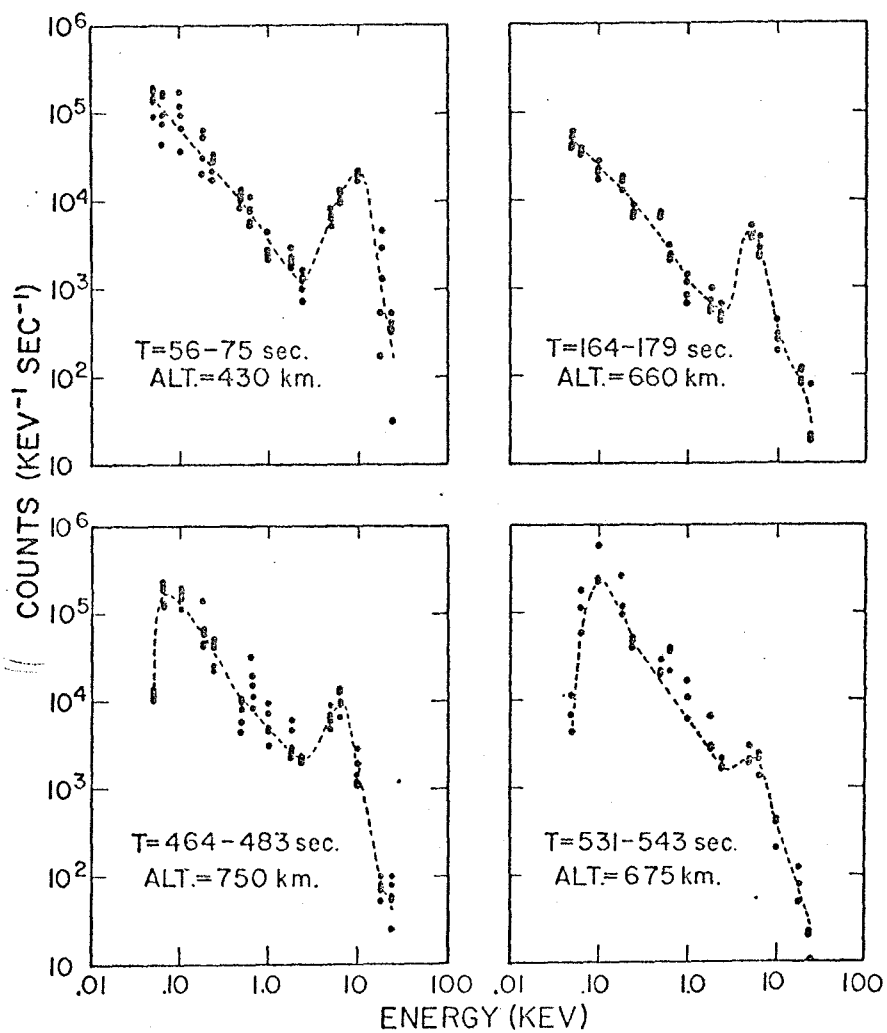 COUNTS (KEV⁻¹ SEC⁻¹)
10⁶
10⁵
10⁴
10³
10²
10
T=56-75 sec.
ALT.=430 km.
T=164-179 sec.
ALT.=660 km.
10⁶
10⁵
10⁴
10³
10²
10
T=464-483 sec.
ALT.=750 km.
T=531-543 sec.
ALT.=675 km.
.01 .10 1.0 10 100 .01 .10 1.0 10 100
ENERGY (KEV)